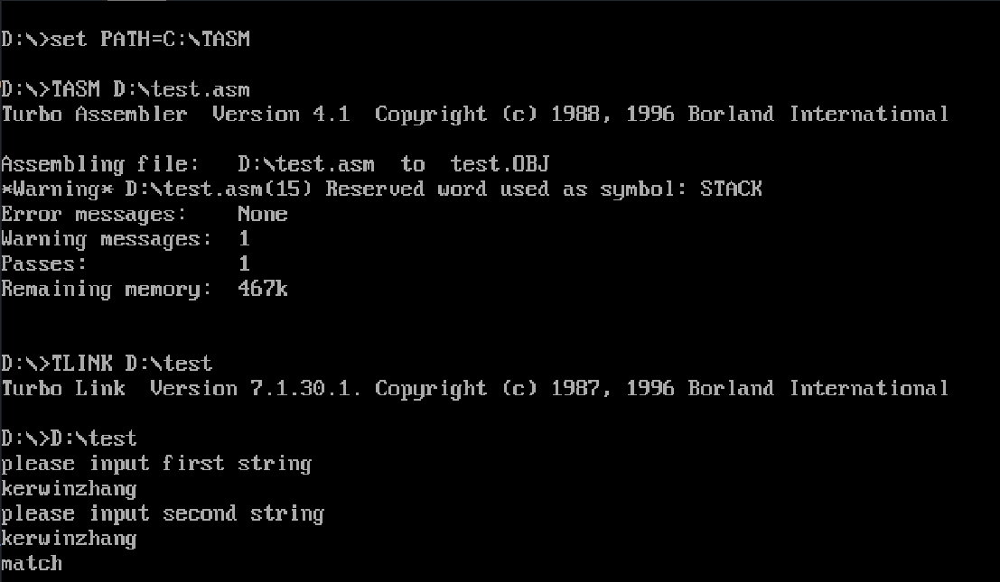 D:\>set PATH=C:\TASM
D:\>TASM D:\test.asm
Turbo Assembler  Version 4.1  Copyright (c) 1988, 1996 Borland International
Assembling file:   D:\test.asm  to  test.OBJ
*Warning* D:\test.asm(15) Reserved word used as symbol: STACK
Error messages:    None
Warning messages:  1
Passes:            1
Remaining memory:  467k
D:\>TLINK D:\test
Turbo Link  Version 7.1.30.1. Copyright (c) 1987, 1996 Borland International
D:\>D:\test
please input first string
kerwinzhang
please input second string
kerwinzhang
match